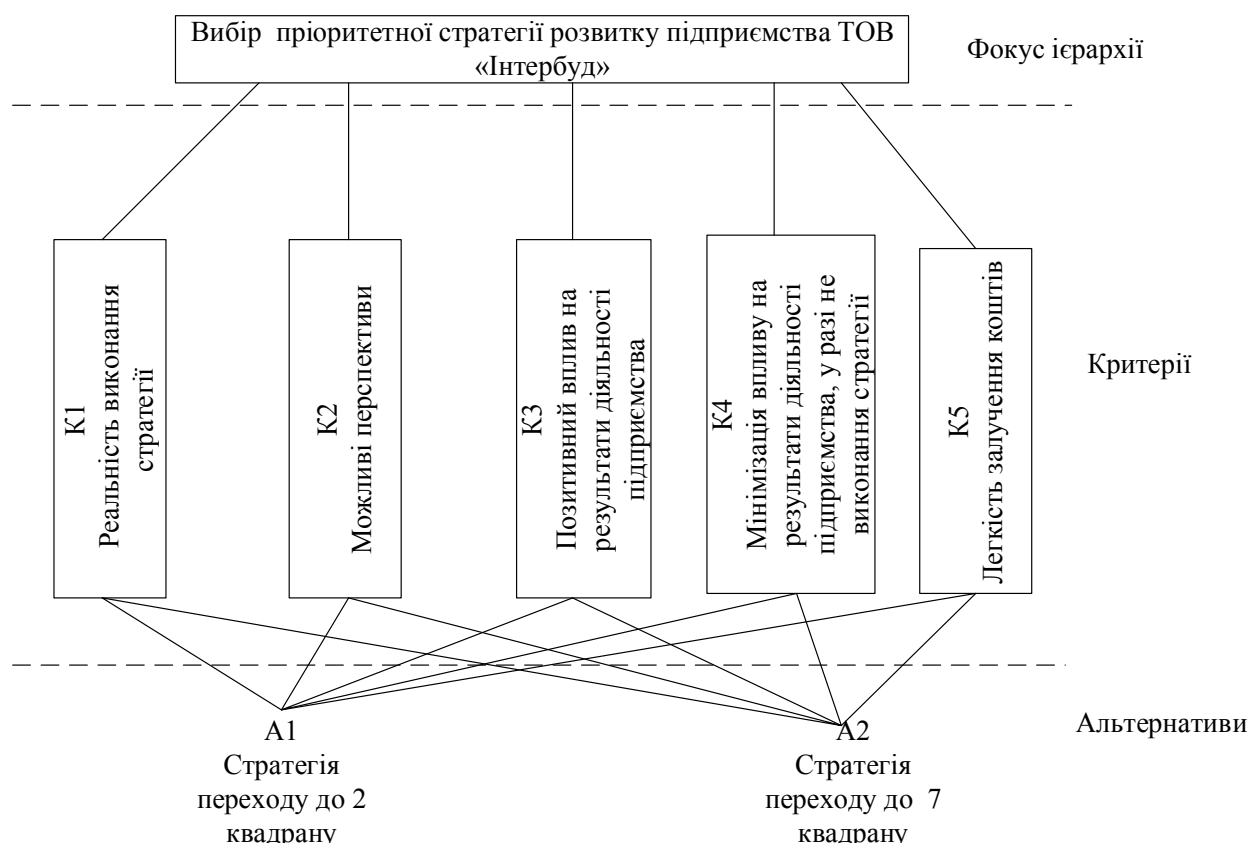 Вибір пріоритетної стратегії розвитку підприємства ТОВ
«Інтербуд»
Фокус ієрархії
К1
Реальність виконання
стратегії
К2
Можливі перспективи
К3
Позитивний вплив на
результати діяльності
підприємства
К4
Мінімізація впливу на
результати діяльності
підприємства, у разі не
виконання стратегії
К5
Легкість залучення коштів
Критерії
А1
Стратегія
переходу до 2
квадрану
А2
Стратегія
переходу до 7
квадрану
Альтернативи